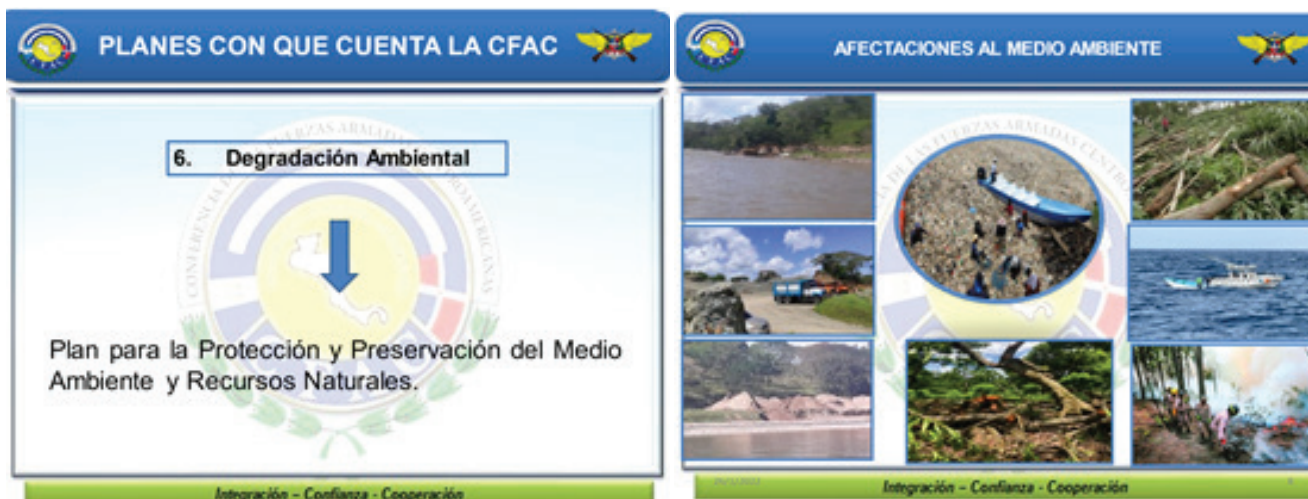 PLANES CON QUE CUENTA LA CFAC
6. Degradación Ambiental
Plan para la Protección y Preservación del Medio
Ambiente y Recursos Naturales.
Integración – Confianza - Cooperación
AFECTACIONES AL MEDIO AMBIENTE
Integración – Confianza - Cooperación